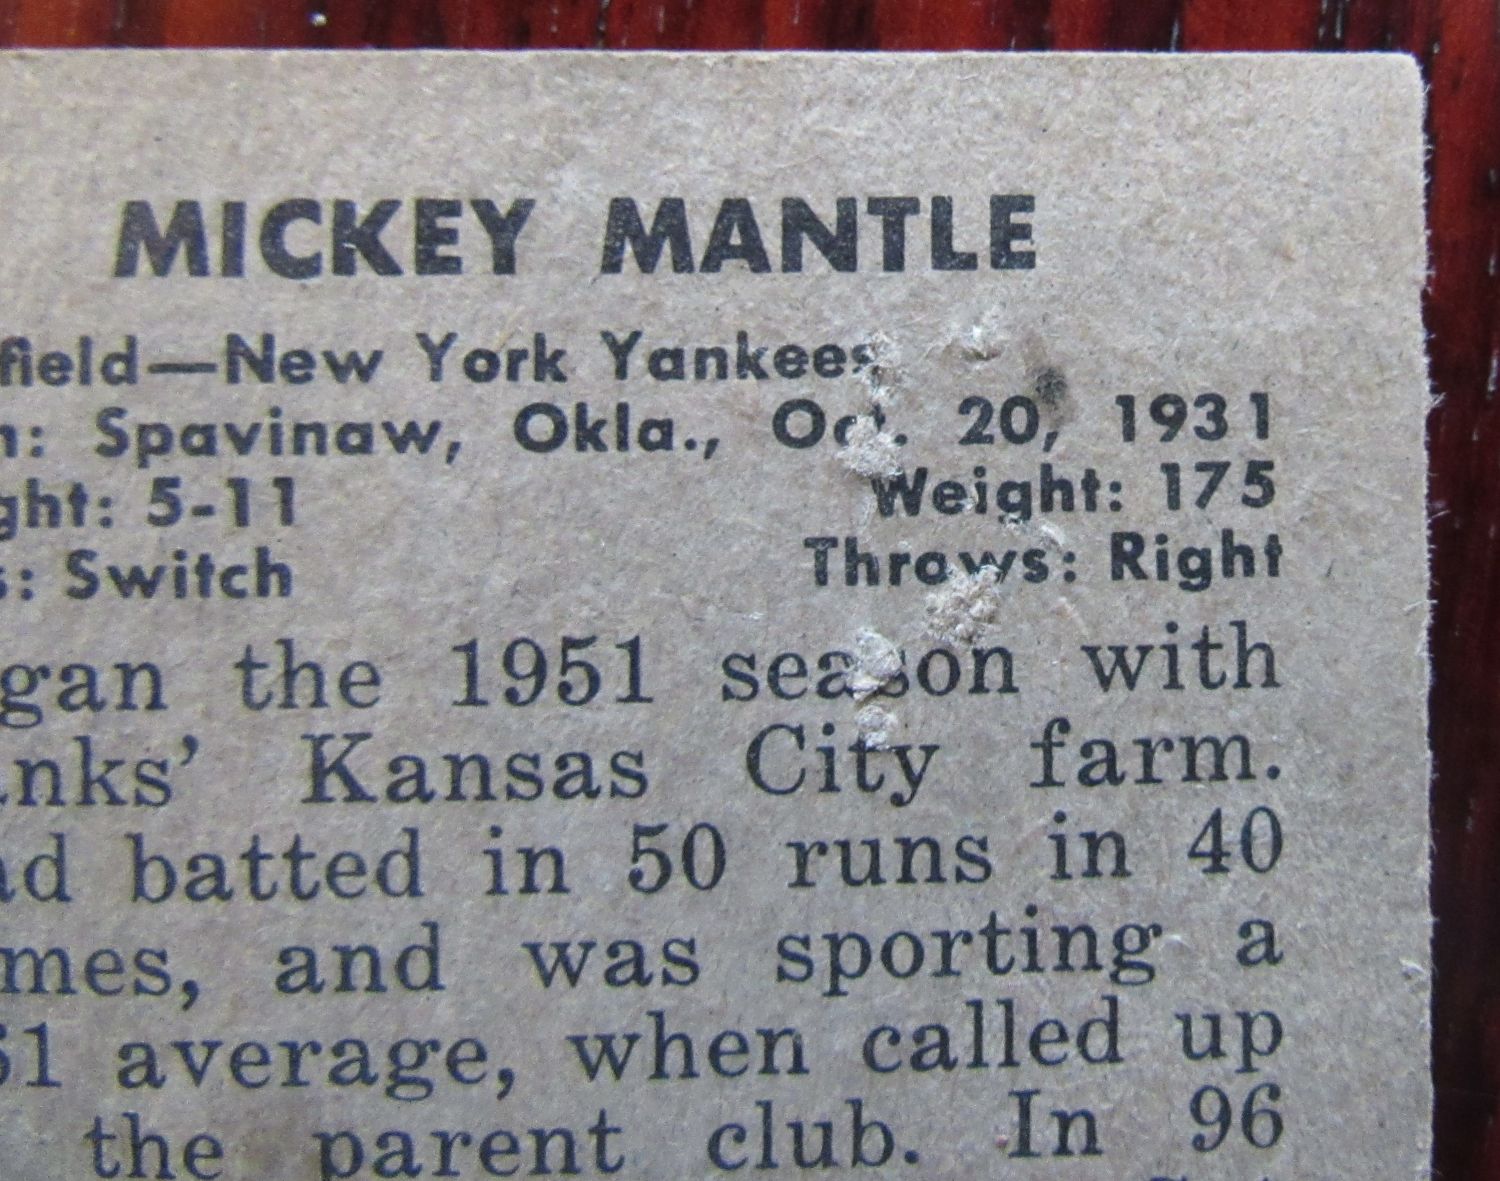 MICKEY MANTLE
field—New York Yankees
n: Spavinaw, Okla., Oct. 20, 1931
ght: 5-11 Weight: 175
s: Switch Throws: Right
gan the 1951 season with
nks' Kansas City farm.
d batted in 50 runs in 40
mes, and was sporting a
61 average, when called up
the parent club. In 96